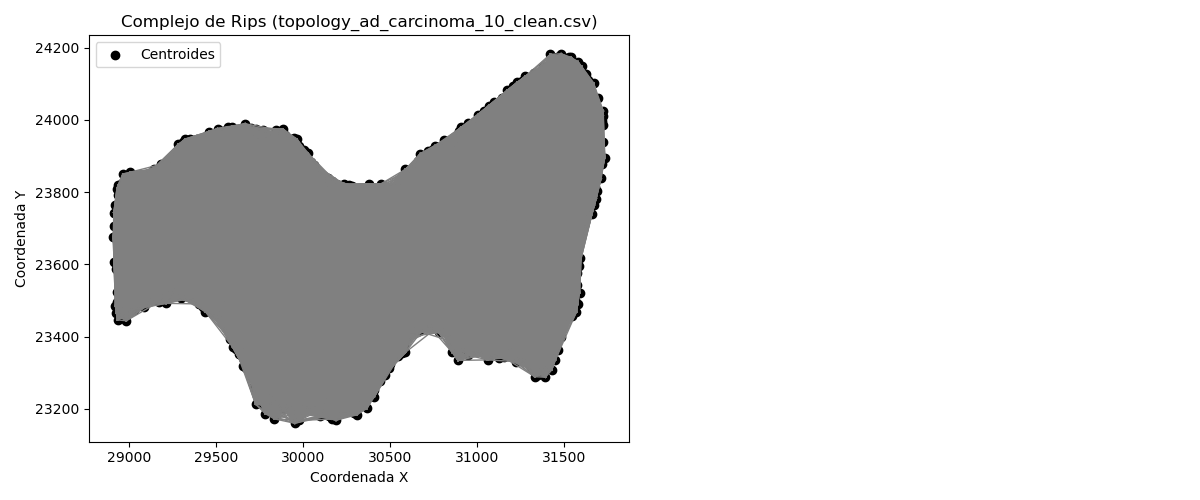 Complejo de Rips (topology_ad_carcinoma_10_clean.csv)
Centroides
24200
24000
23800
23600
23400
23200
Coordenada Y
29000 29500 30000 30500 31000 31500
Coordenada X